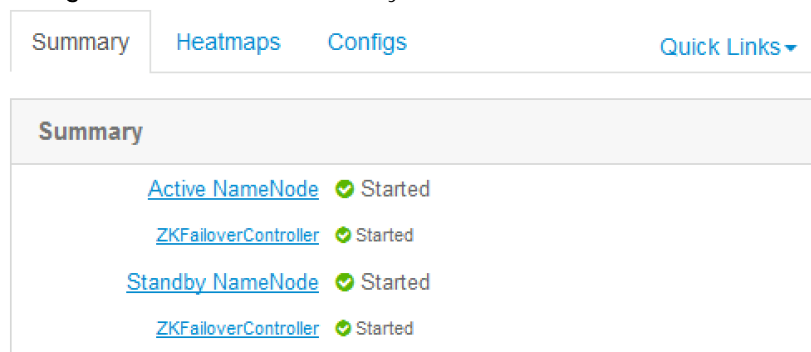 Summary Heatmaps Configs Quick Links
Summary
Active NameNode Started
ZKFailoverController Started
Standby NameNode Started
ZKFailoverController Started